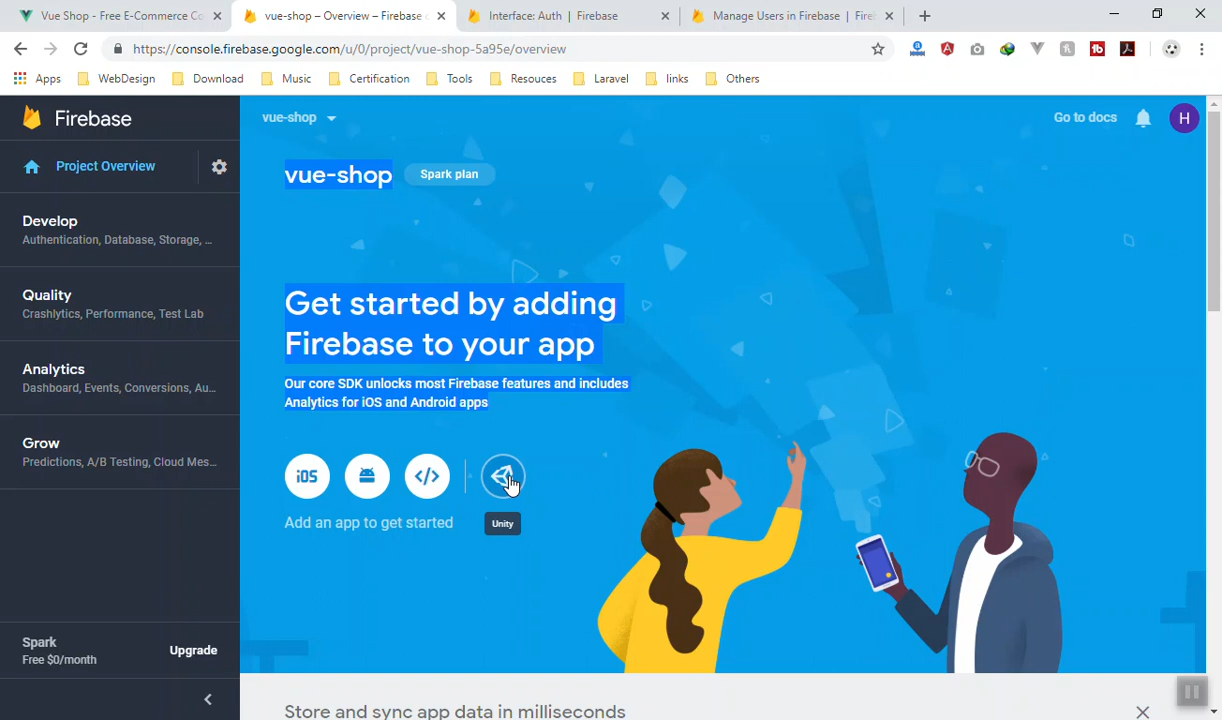 Vue Shop - Free E-Commerce Co
vue-shop – Overview – Firebase
Interface: Auth | Firebase
Manage Users in Firebase | Fire
https://console.firebase.google.com/u/0/project/vue-shop-5a95e/overview
Apps
WebDesign
Download
Music
Certification
Tools
Resouces
Laravel
links
Others
Firebase
vue-shop
Go to docs
H
Project Overview
vue-shop
Spark plan
Develop
Authentication, Database, Storage, ...
Quality
Crashlytics, Performance, Test Lab
Get started by adding
Firebase to your app
Our core SDK unlocks most Firebase features and includes
Analytics for iOS and Android apps
Analytics
Dashboard, Events, Conversions, Au...
Grow
Predictions, A/B Testing, Cloud Mes...
iOS
Add an app to get started
Unity
Spark
Free $0/month
Upgrade
Store and sync app data in milliseconds